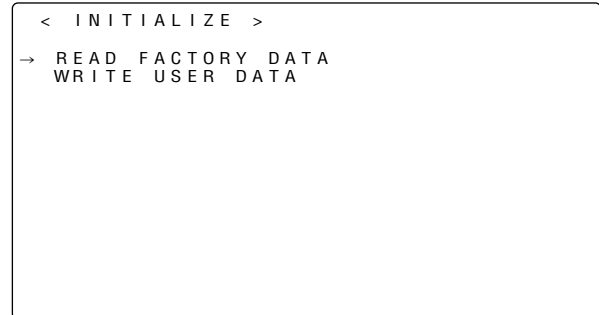 < INITIALIZE >
→ READ FACTORY DATA
WRITE USER DATA